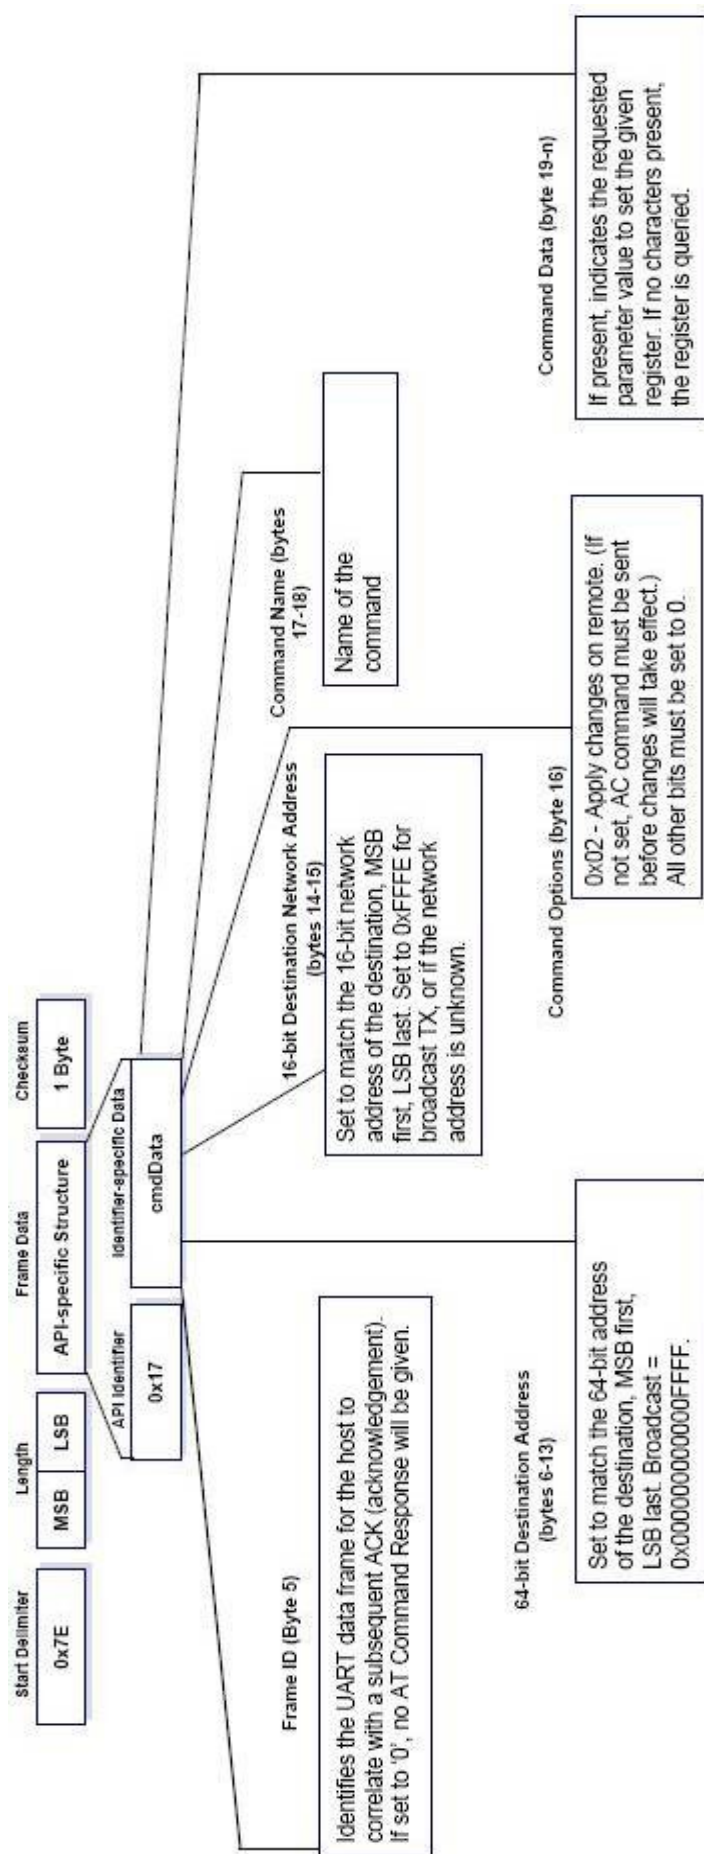 Start Delimiter
Length
Frame Data
Checksum
0x7E
MSB
LSB
API-specific Structure
1 Byte
API Identifier
Identifier-specific Data
0x17
cmdData
Frame ID (Byte 5)
Identifies the UART data frame for the host to
correlate with a subsequent ACK (acknowledgement).
If set to ‘0’, no AT Command Response will be given.
64-bit Destination Address
(bytes 6-13)
Set to match the 64-bit address
of the destination, MSB first,
LSB last. Broadcast =
0x000000000000FFFF.
16-bit Destination Network Address
(bytes 14-15)
Set to match the 16-bit network
address of the destination, MSB
first, LSB last. Set to 0xFFFE for
broadcast TX, or if the network
address is unknown.
Command Options (byte 16)
0x02 - Apply changes on remote. (If
not set, AC command must be sent
before changes will take effect.)
All other bits must be set to 0.
Command Name (bytes
17-18)
Name of the
command
Command Data (byte 19-n)
If present, indicates the requested
parameter value to set the given
register. If no characters present,
the register is queried.